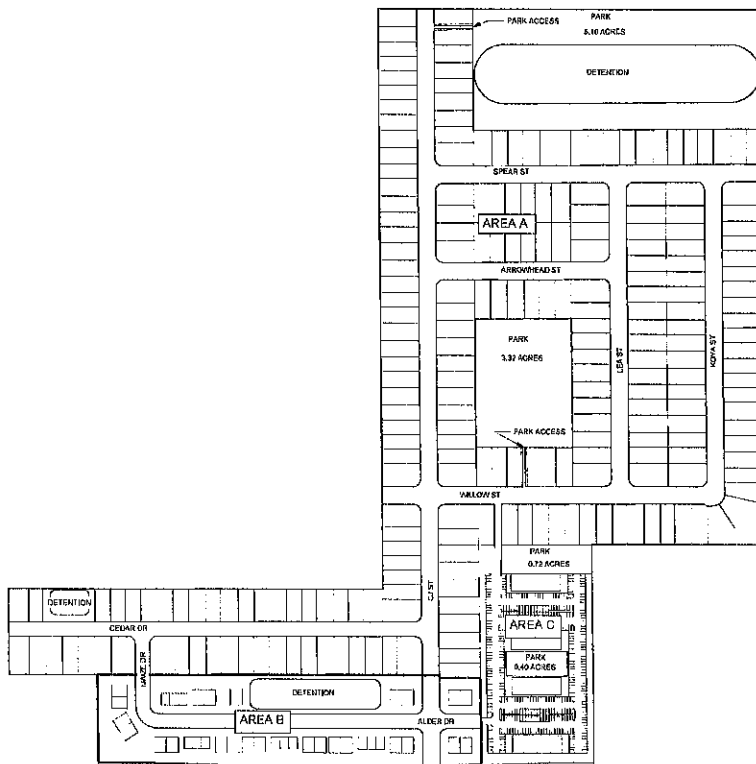 PARK ACCESS
PARK
5.10 ACRES
DETENTION
SPEAR ST
AREA A
ARROWHEAD ST
PARK
3.32 ACRES
LEA ST
KOYA ST
PARK ACCESS
WILLOW ST
PARK
0.72 ACRES
CJ ST
DETENTION
CEDAR DR
AREA C
MAIZE DR
PARK
0.40 ACRES
DETENTION
AREA B
ALDER DR